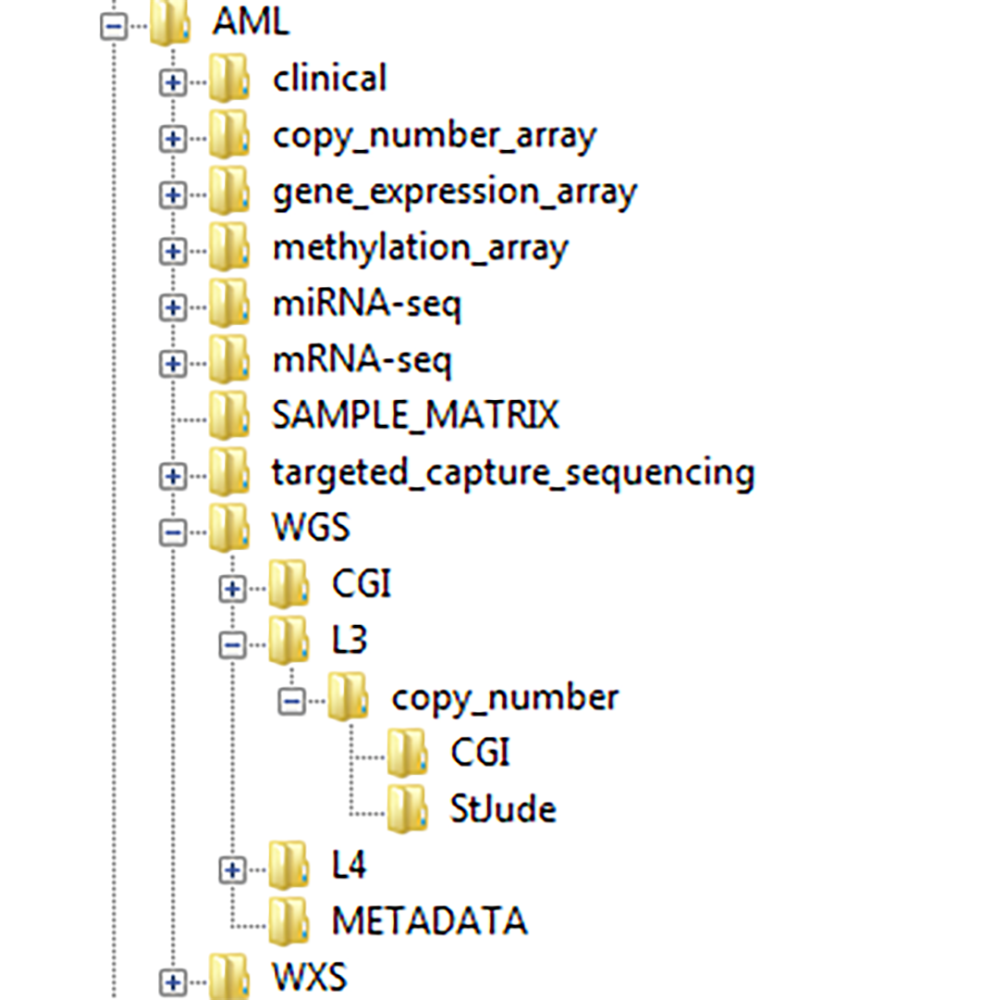 AML
clinical
copy_number_array
gene_expression_array
methylation_array
miRNA-seq
mRNA-seq
SAMPLE_MATRIX
targeted_capture_sequencing
WGS
CGI
L3
copy_number
CGI
StJude
L4
METADATA
WXS